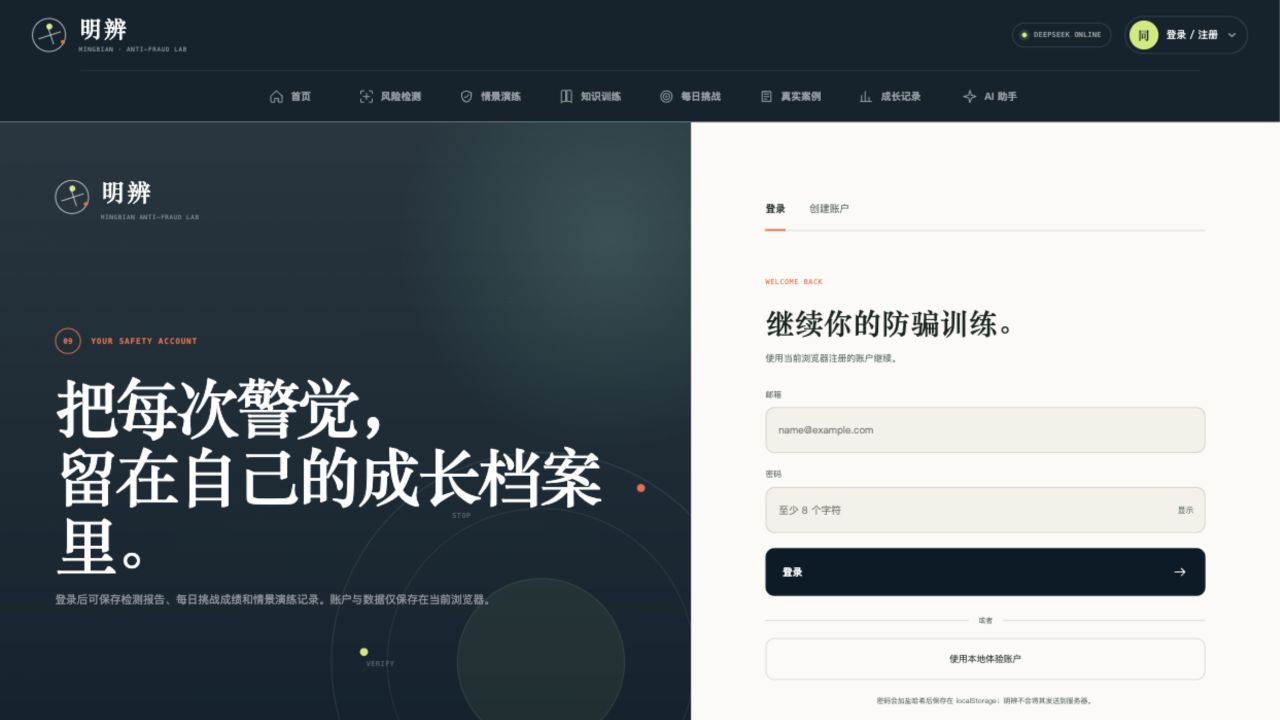 明辨
MINGBIAN · ANTI-FRAUD LAB
DEEPSEEK ONLINE
同
登录 / 注册
首页
风险检测
情景演练
知识训练
每日挑战
真实案例
成长记录
AI 助手
明辨
MINGBIAN ANTI-FRAUD LAB
09
YOUR SAFETY ACCOUNT
把每次警觉，
留在自己的成长档案
里。
登录后可保存检测报告、每日挑战成绩和情景演练记录。账户与数据仅保存在当前浏览器。
STOP
VERIFY
登录
创建账户
WELCOME BACK
继续你的防骗训练。
使用当前浏览器注册的账户继续。
邮箱
name@example.com
密码
至少 8 个字符
显示
登录
或者
使用本地体验账户
密码会加盐哈希后保存在 localStorage；明辨不会将其发送到服务器。